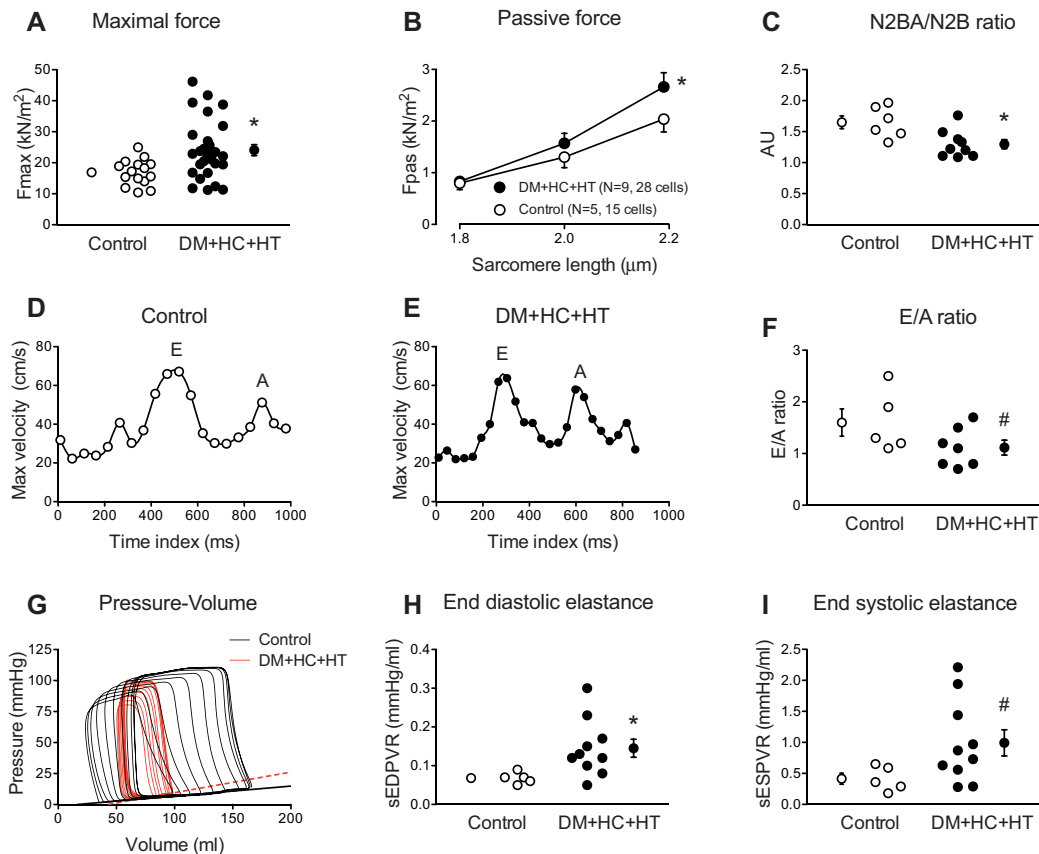 A Maximal force
50
40
30
20
10
0
Fmax (kN/m²)
*
Control DM+HC+HT
B Passive force
3
2
1
0
Fpas (kN/m²)
*
DM+HC+HT (N=9, 28 cells)
Control (N=5, 15 cells)
1.8 2.0 2.2
Sarcomere length (μm)
C N2BA/N2B ratio
2.5
2.0
1.5
1.0
0.5
0.0
AU
*
Control DM+HC+HT
D Control
80
60
40
20
0
Max velocity (cm/s)
E
A
0 200 400 600 800 1000
Time index (ms)
E DM+HC+HT
80
60
40
20
0
Max velocity (cm/s)
E
A
0 200 400 600 800 1000
Time index (ms)
F E/A ratio
3
2
1
0
E/A ratio
#
Control DM+HC+HT
G Pressure-Volume
125
100
75
50
25
0
Pressure (mmHg)
Control
DM+HC+HT
0 50 100 150 200
Volume (ml)
H End diastolic elastance
0.4
0.3
0.2
0.1
0.0
sEDPVR (mmHg/ml)
*
Control DM+HC+HT
I End systolic elastance
2.5
2.0
1.5
1.0
0.5
0.0
sESPVR (mmHg/ml)
#
Control DM+HC+HT